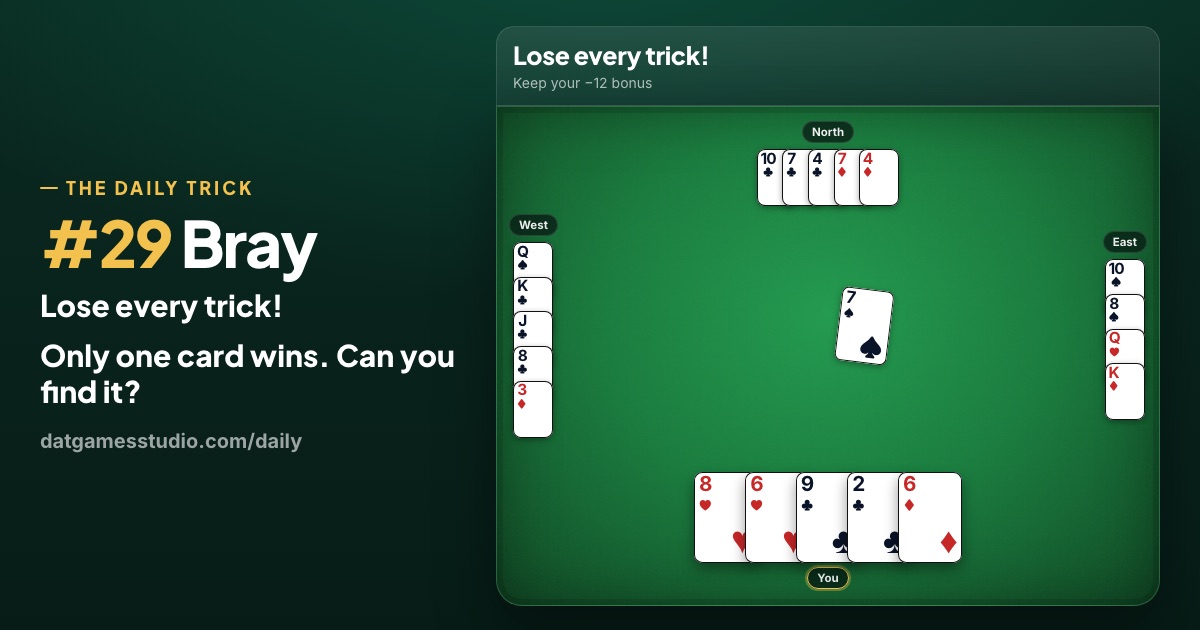 — THE DAILY TRICK
#29 Bray
Lose every trick!
Only one card wins. Can you
find it?
datgamesstudio.com/daily
Lose every trick!
Keep your −12 bonus
North
10♣ 7♣ 4♣ 7♦ 4♦
West
Q♠
K♣
J♣
8♣
3♦
7♠
East
10♠
8♠
Q♥
K♦
8♥ 6♥ 9♣ 2♣ 6♦
You